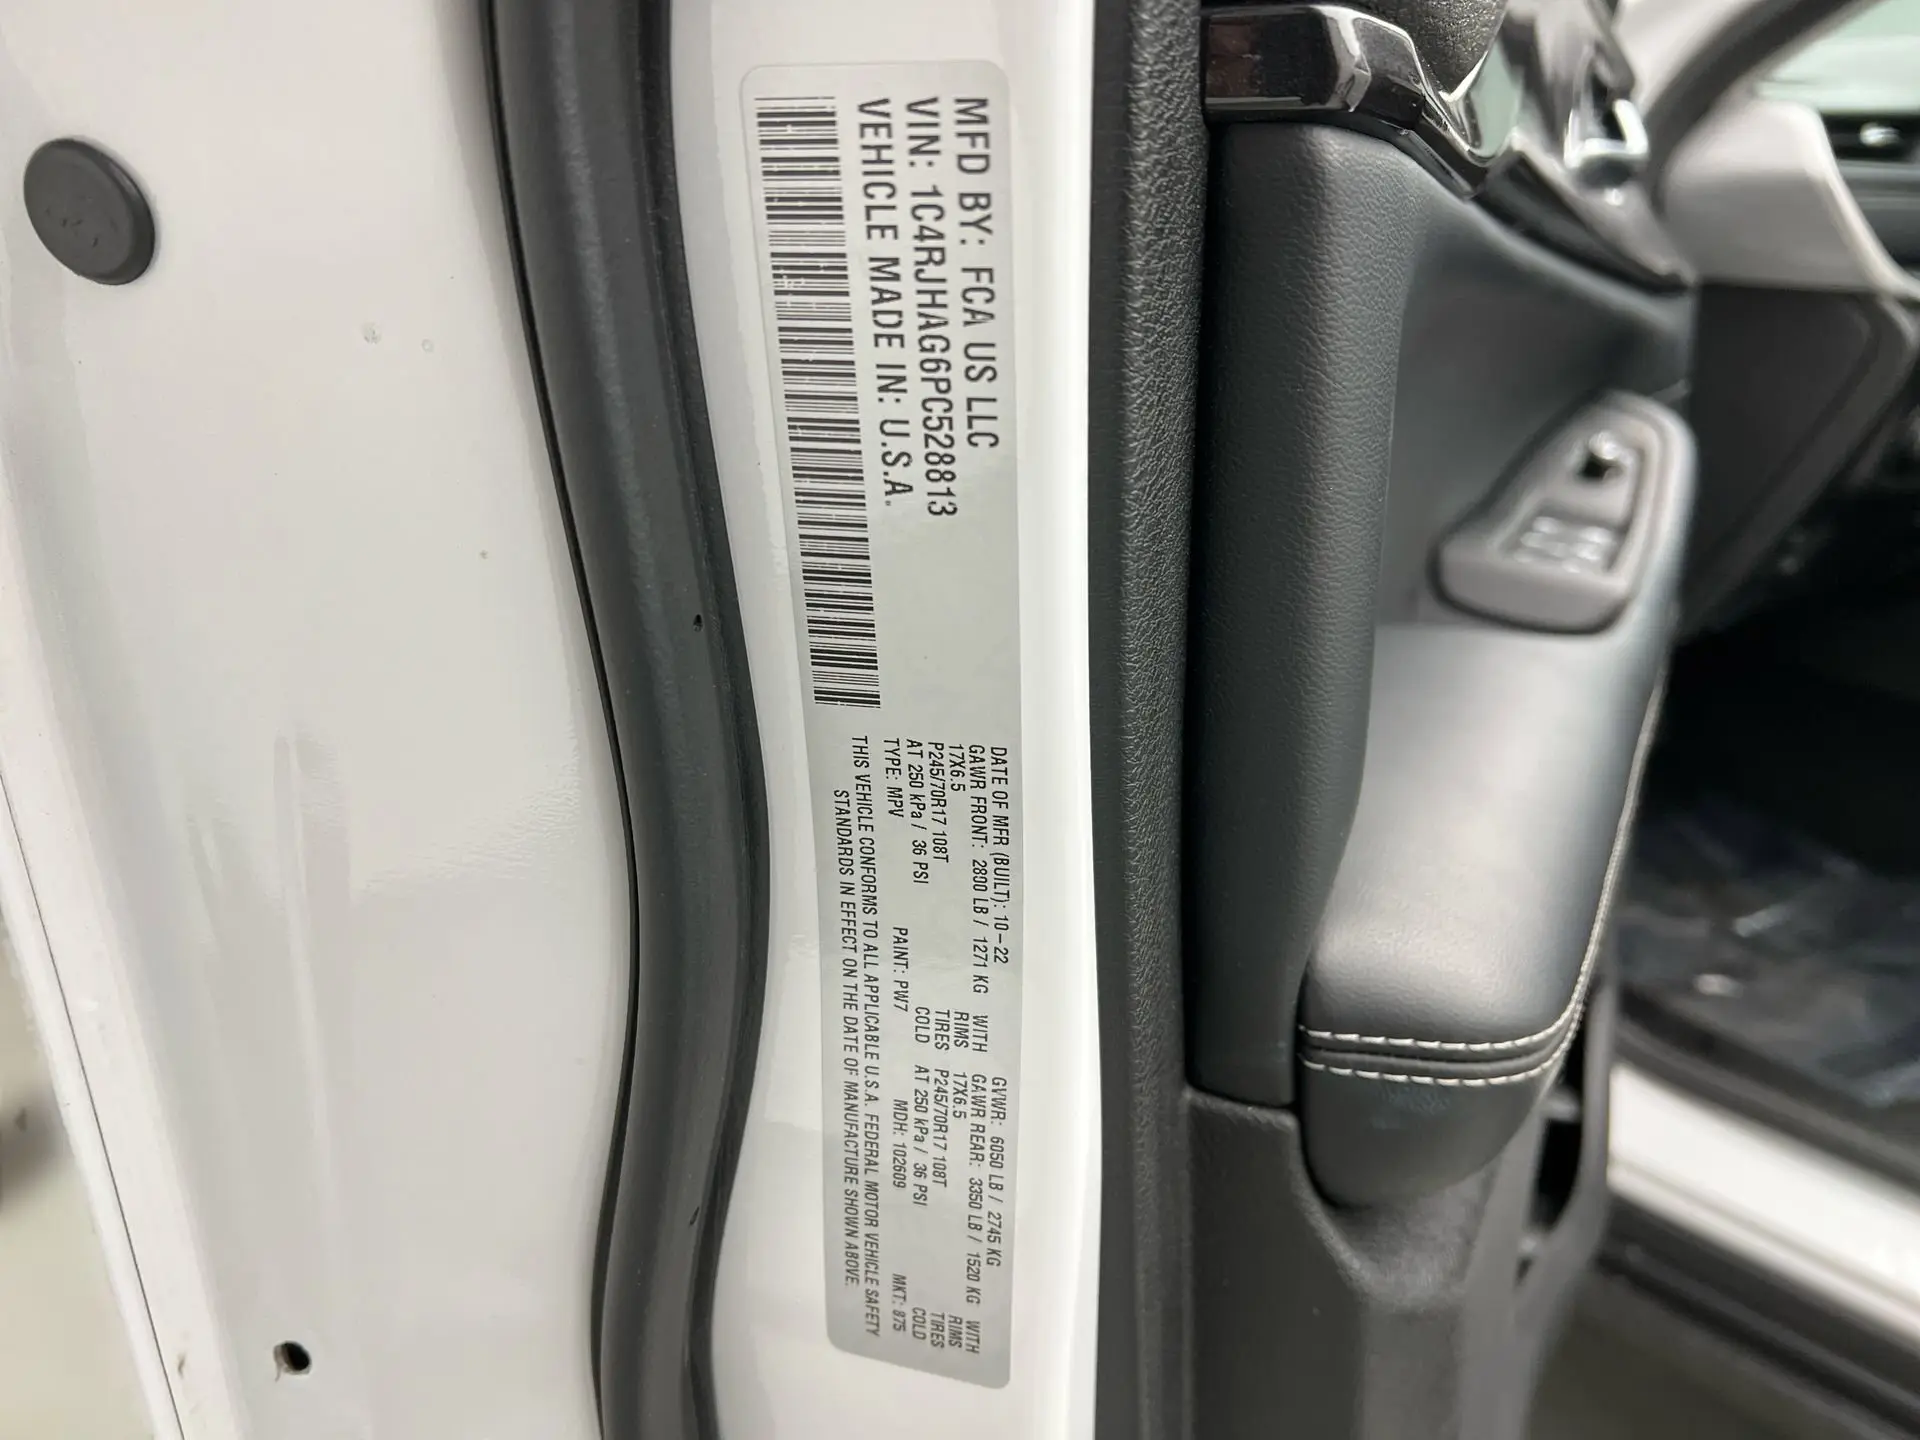 MFD BY: FCA US LLC
VIN: 1C4RJHAG6PC528813
VEHICLE MADE IN: U.S.A.
DATE OF MFR (BUILT): 10-22 GVWR: 6050 LB / 2745 KG
GAWR FRONT: 2800 LB / 1271 KG WITH GAWR REAR: 3350 LB / 1520 KG WITH
17X6.5 RIMS 17X6.5 RIMS
P245/70R17 108T TIRES P245/70R17 108T TIRES
AT 250 kPa / 36 PSI COLD AT 250 kPa / 36 PSI COLD
TYPE: MPV PAINT: PW7 MDH: 102609 MKT: 875
THIS VEHICLE CONFORMS TO ALL APPLICABLE U.S.A. FEDERAL MOTOR VEHICLE SAFETY
STANDARDS IN EFFECT ON THE DATE OF MANUFACTURE SHOWN ABOVE.